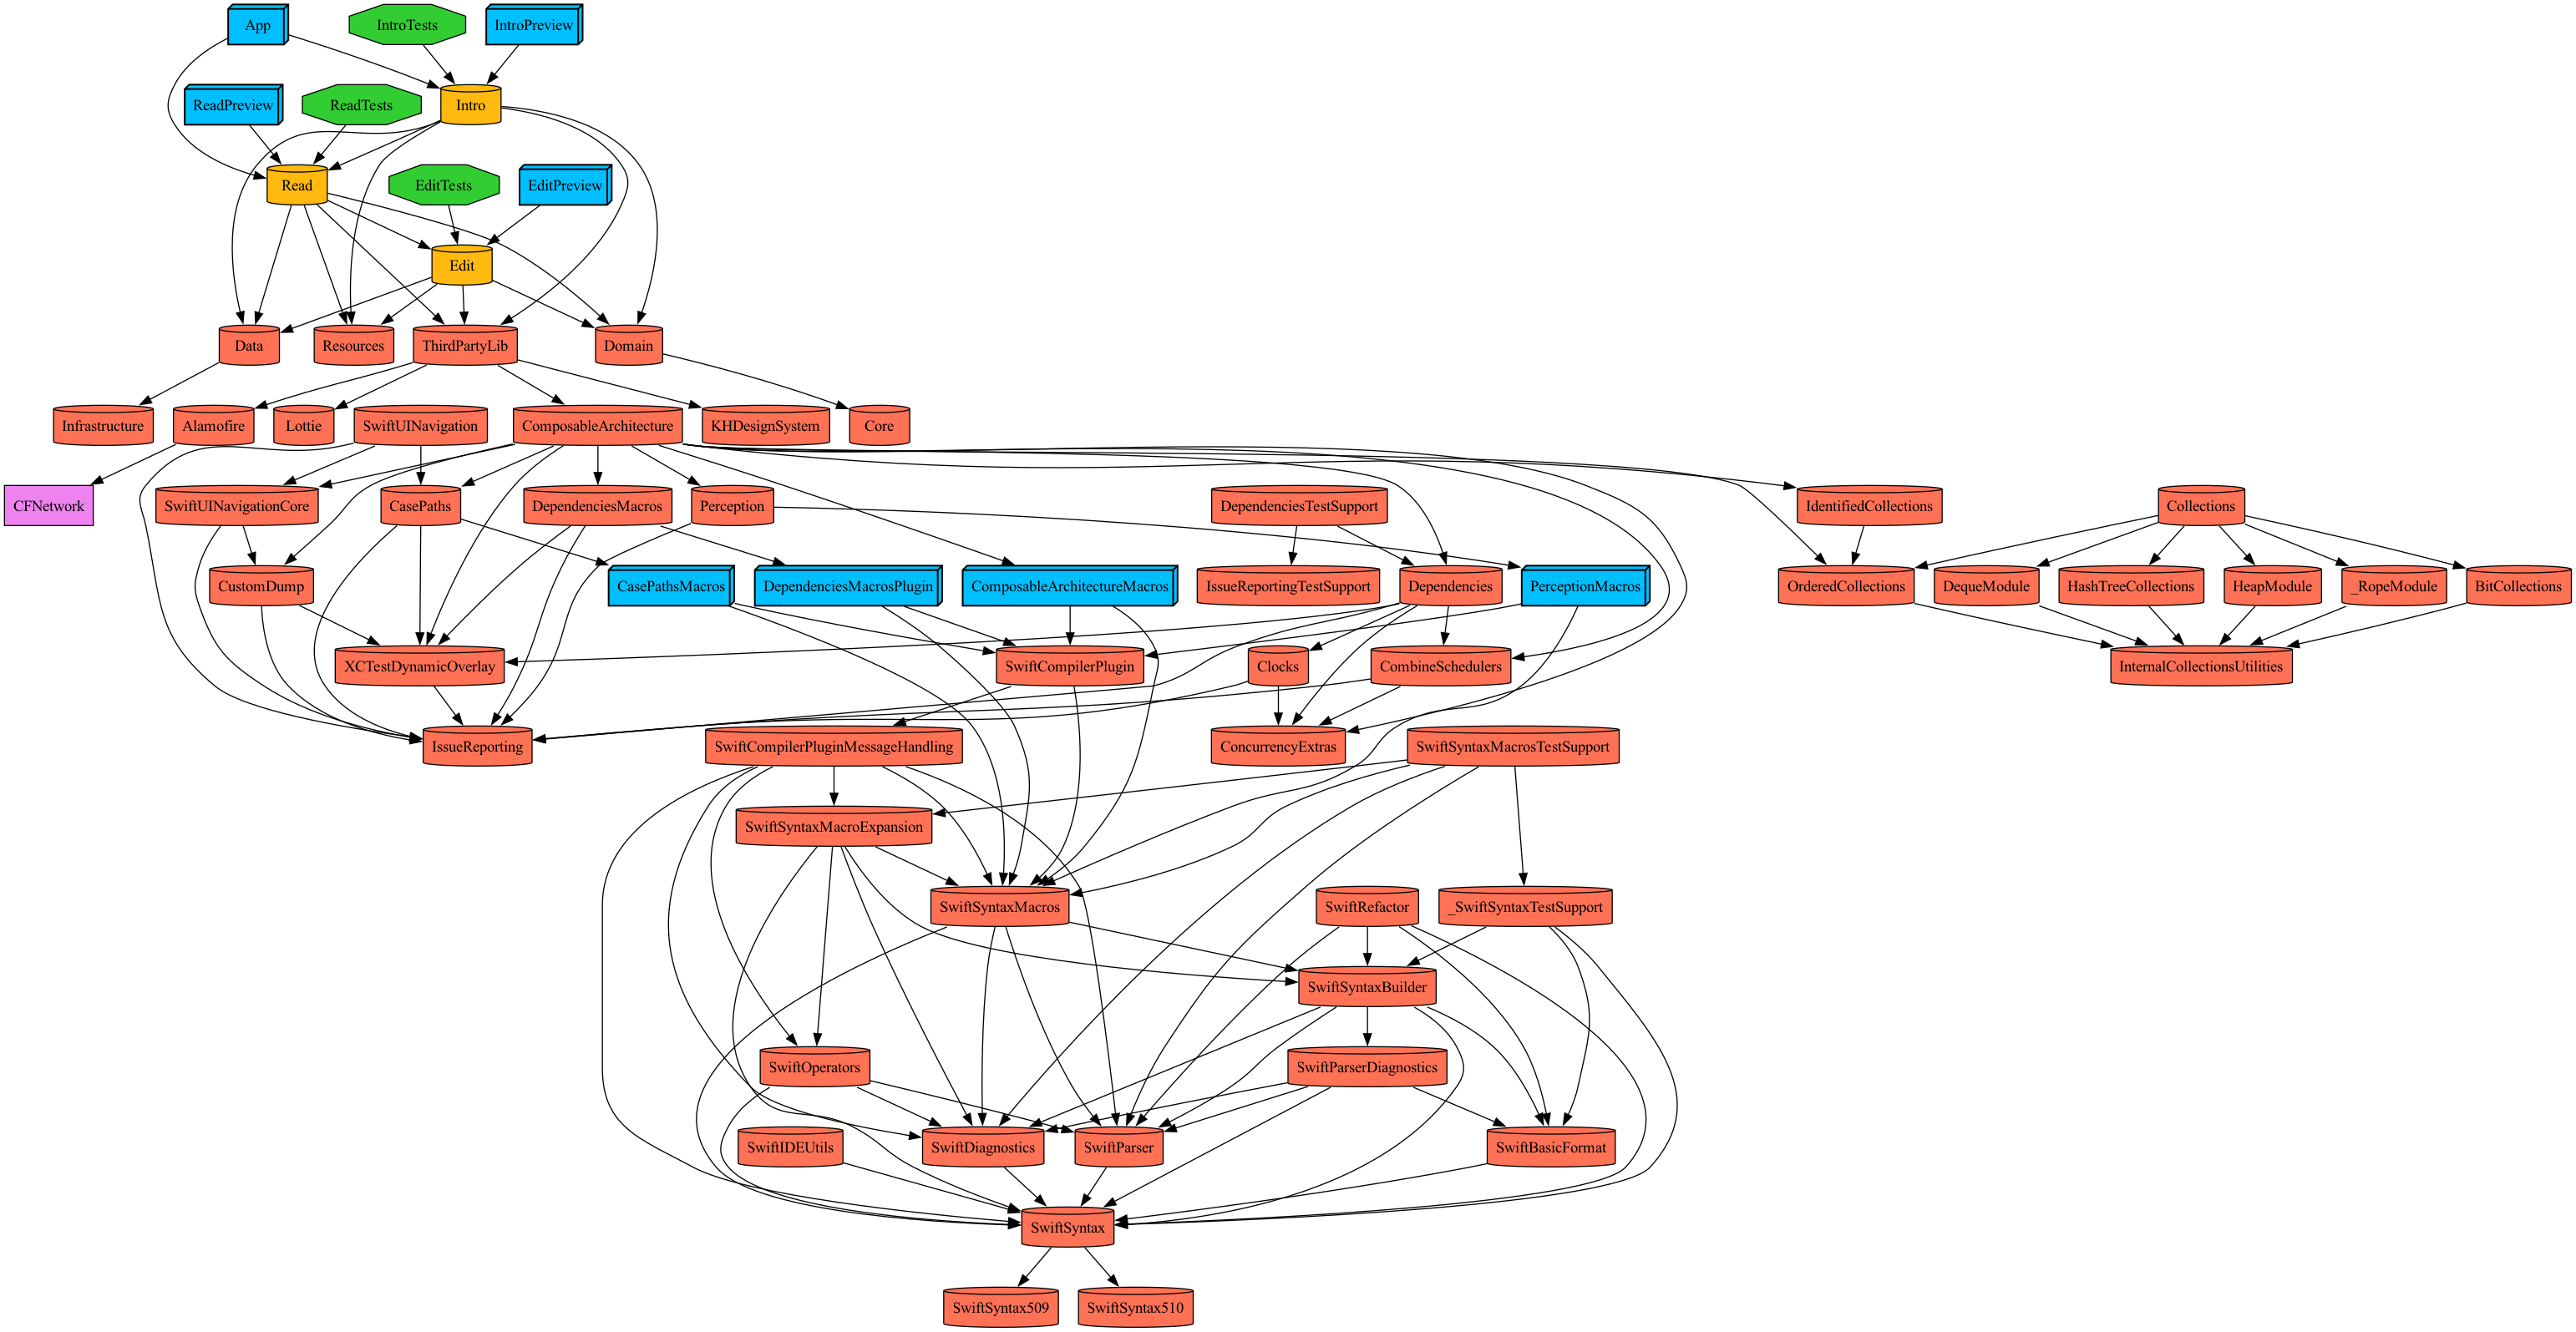 App
IntroTests
IntroPreview
ReadPreview
ReadTests
Intro
Read
EditTests
EditPreview
Edit
Data
Resources
ThirdPartyLib
Domain
Infrastructure
Alamofire
Lottie
SwiftUINavigation
ComposableArchitecture
KHDesignSystem
Core
CFNetwork
SwiftUINavigationCore
CasePaths
DependenciesMacros
Perception
DependenciesTestSupport
IdentifiedCollections
Collections
CustomDump
CasePathsMacros
DependenciesMacrosPlugin
ComposableArchitectureMacros
IssueReportingTestSupport
Dependencies
PerceptionMacros
OrderedCollections
DequeModule
HashTreeCollections
HeapModule
_RopeModule
BitCollections
XCTestDynamicOverlay
SwiftCompilerPlugin
Clocks
CombineSchedulers
InternalCollectionsUtilities
IssueReporting
SwiftCompilerPluginMessageHandling
ConcurrencyExtras
SwiftSyntaxMacrosTestSupport
SwiftSyntaxMacroExpansion
SwiftSyntaxMacros
SwiftRefactor
_SwiftSyntaxTestSupport
SwiftSyntaxBuilder
SwiftOperators
SwiftParserDiagnostics
SwiftIDEUtils
SwiftDiagnostics
SwiftParser
SwiftBasicFormat
SwiftSyntax
SwiftSyntax509
SwiftSyntax510